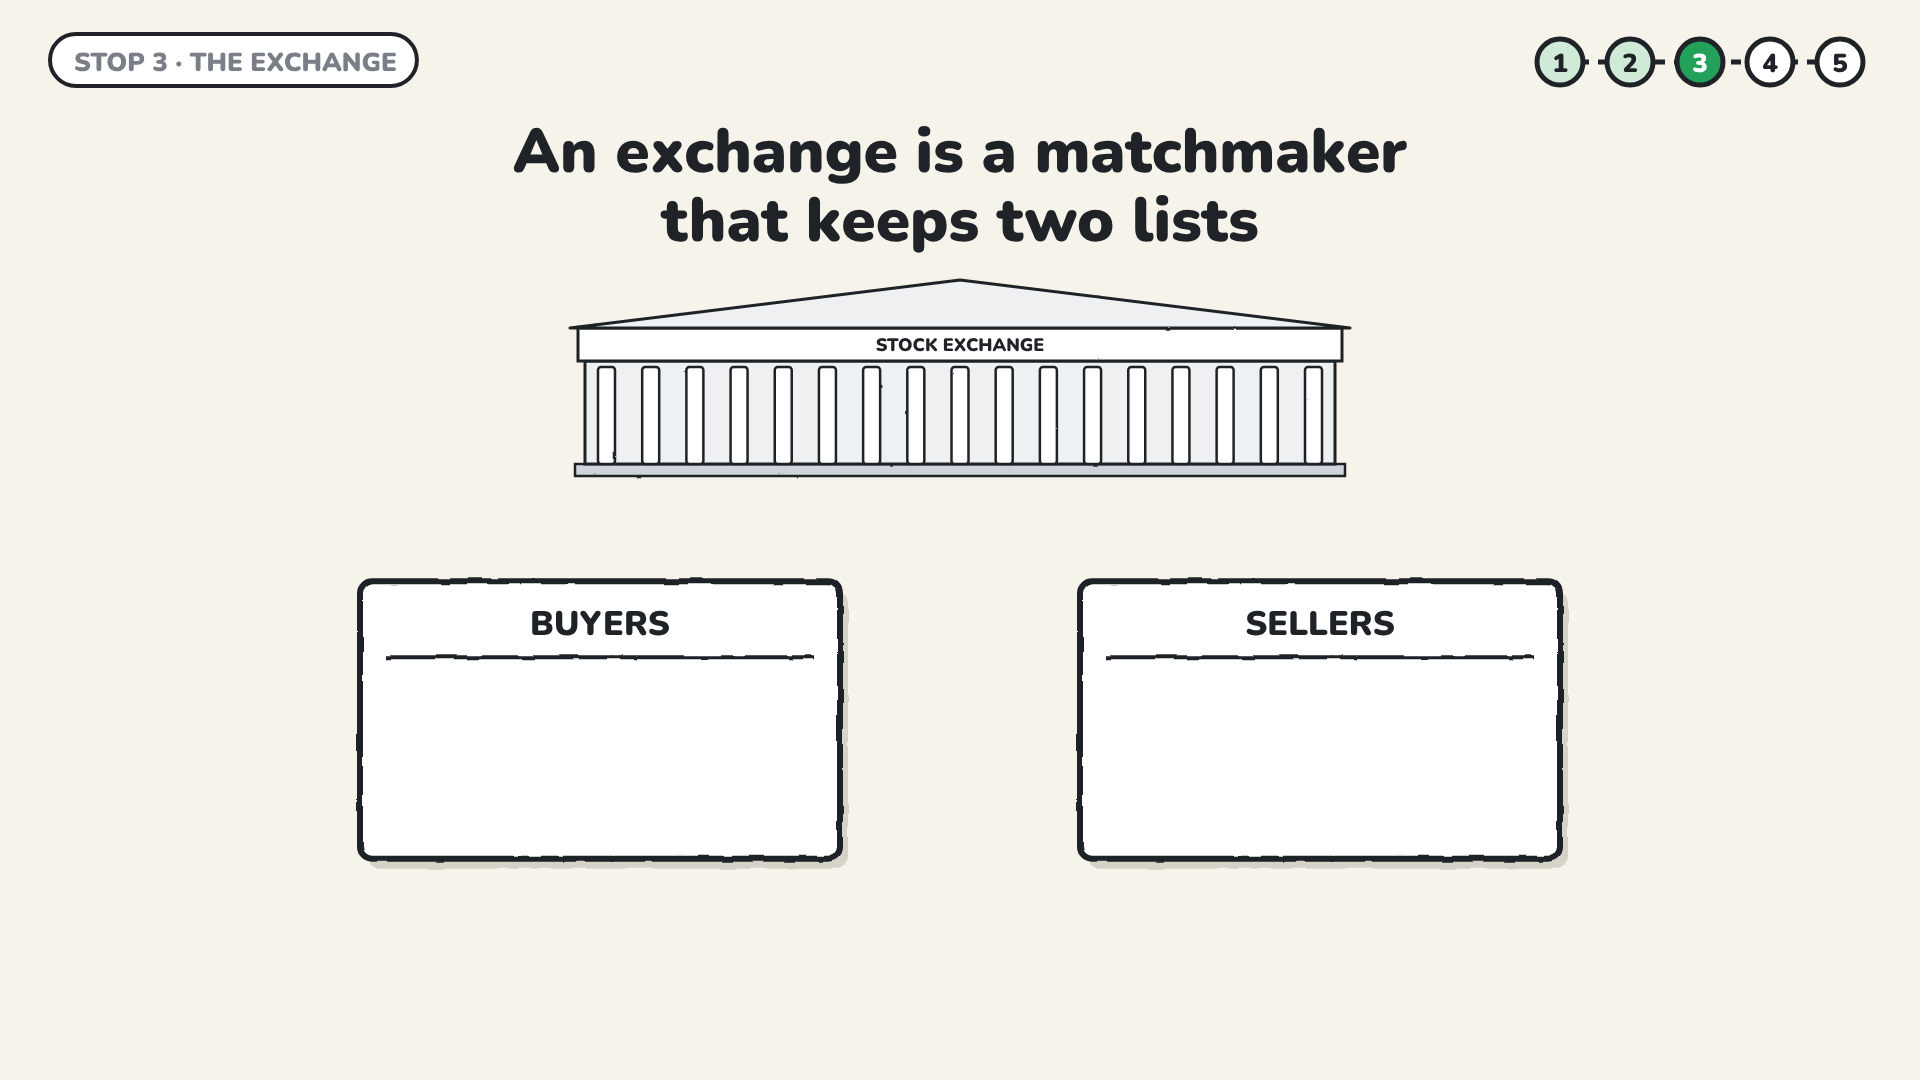 STOP 3 · THE EXCHANGE
1 2 3 4 5
An exchange is a matchmaker
that keeps two lists
STOCK EXCHANGE
BUYERS
SELLERS